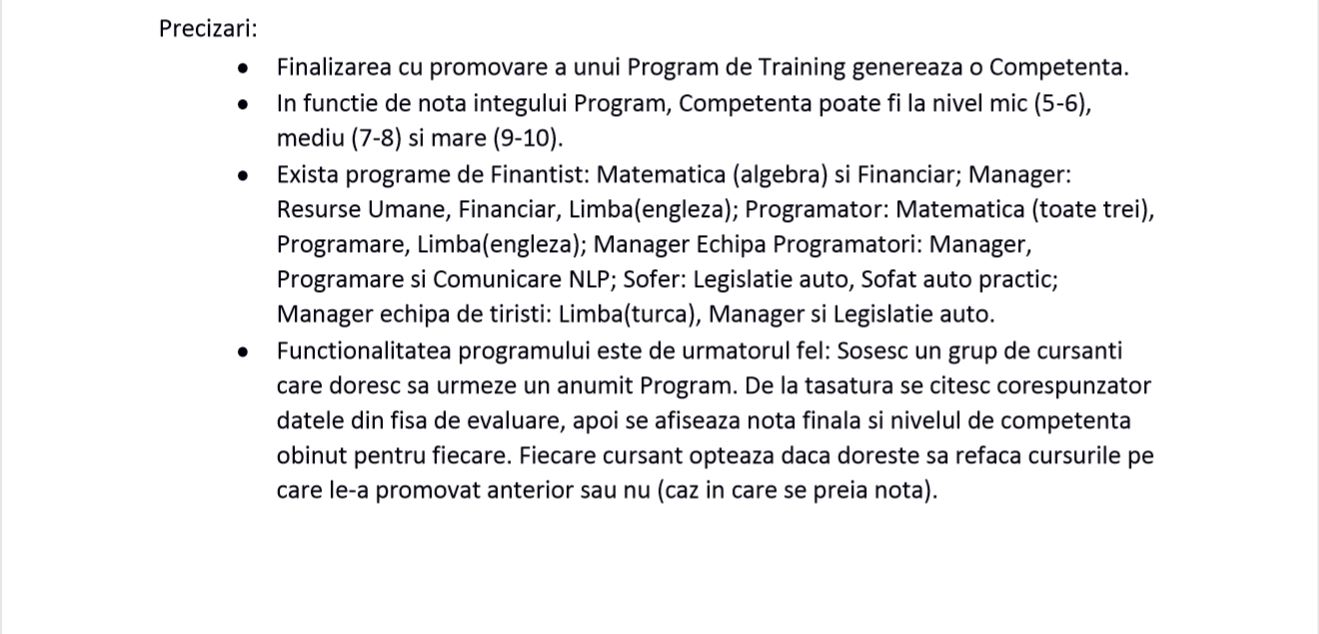 Precizari:
• Finalizarea cu promovare a unui Program de Training genereaza o Competenta.
• In functie de nota integului Program, Competenta poate fi la nivel mic (5-6),
mediu (7-8) si mare (9-10).
• Exista programe de Finantist: Matematica (algebra) si Financiar; Manager:
Resurse Umane, Financiar, Limba(engleza); Programator: Matematica (toate trei),
Programare, Limba(engleza); Manager Echipa Programatori: Manager,
Programare si Comunicare NLP; Sofer: Legislatie auto, Sofat auto practic;
Manager echipa de tiristi: Limba(turca), Manager si Legislatie auto.
• Functionalitatea programului este de urmatorul fel: Sosesc un grup de cursanti
care doresc sa urmeze un anumit Program. De la tasatura se citesc corespunzator
datele din fisa de evaluare, apoi se afiseaza nota finala si nivelul de competenta
obinut pentru fiecare. Fiecare cursant opteaza daca doreste sa refaca cursurile pe
care le-a promovat anterior sau nu (caz in care se preia nota).